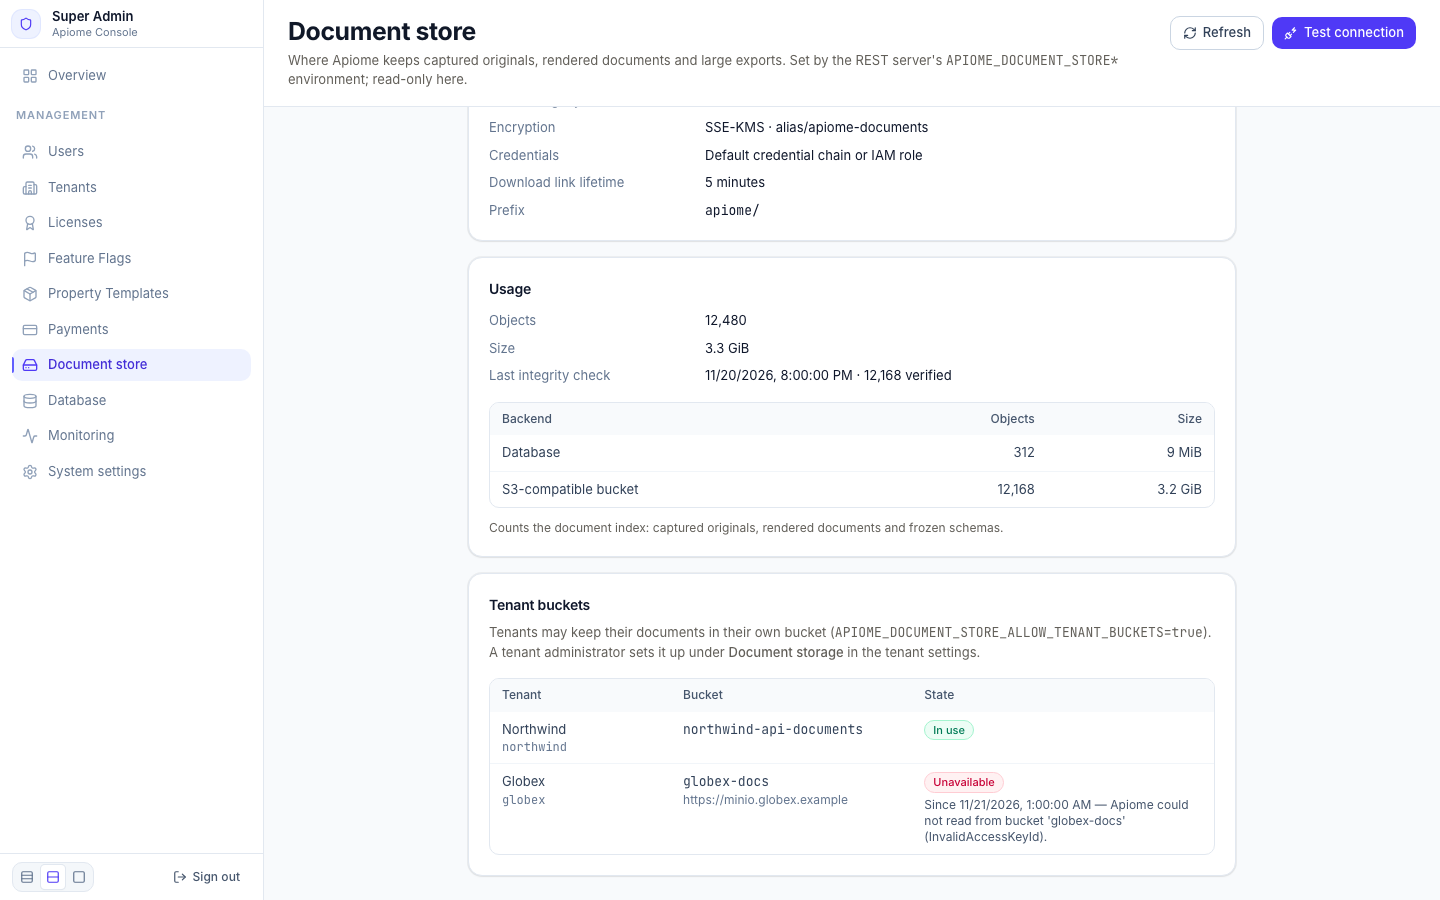 Super Admin
Apiome Console
Overview
MANAGEMENT
Users
Tenants
Licenses
Feature Flags
Property Templates
Payments
Document store
Database
Monitoring
System settings
Sign out
Document store
Where Apiome keeps captured originals, rendered documents and large exports. Set by the REST server's APIOME_DOCUMENT_STORE*
environment; read-only here.
Refresh
Test connection
Encryption
SSE-KMS · alias/apiome-documents
Credentials
Default credential chain or IAM role
Download link lifetime
5 minutes
Prefix
apiome/
Usage
Objects
12,480
Size
3.3 GiB
Last integrity check
11/20/2026, 8:00:00 PM · 12,168 verified
Backend Objects Size
Database 312 9 MiB
S3-compatible bucket 12,168 3.2 GiB
Counts the document index: captured originals, rendered documents and frozen schemas.
Tenant buckets
Tenants may keep their documents in their own bucket (APIOME_DOCUMENT_STORE_ALLOW_TENANT_BUCKETS=true).
A tenant administrator sets it up under Document storage in the tenant settings.
Tenant Bucket State
Northwind northwind-api-documents In use
northwind
Globex globex-docs Unavailable
globex https://minio.globex.example
Since 11/21/2026, 1:00:00 AM — Apiome could
not read from bucket 'globex-docs'
(InvalidAccessKeyId).